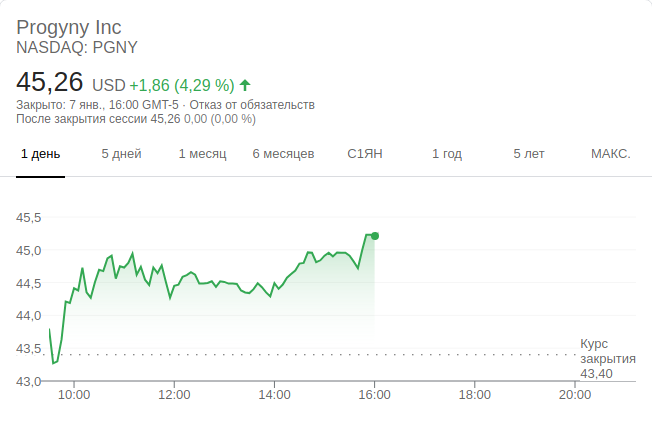 Progyny Inc
NASDAQ: PGNY
45,26 USD +1,86 (4,29 %)
Закрыто: 7 янв., 16:00 GMT-5 · Отказ от обязательств
После закрытия сессии 45,26 0,00 (0,00 %)
1 день 5 дней 1 месяц 6 месяцев С1ЯН 1 год 5 лет МАКС.
45,5
45,0
44,5
44,0
43,5
43,0
Курс
закрытия
43,40
10:00 12:00 14:00 16:00 18:00 20:00